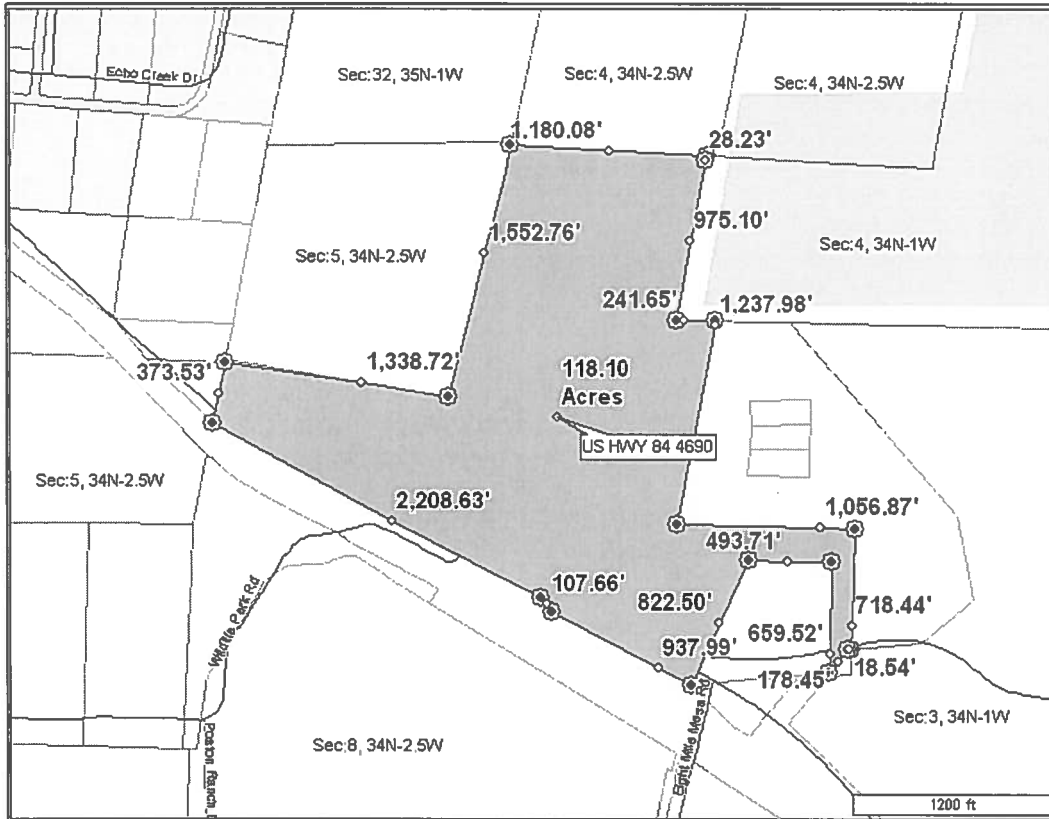 Echo Creek Dr
Sec:32, 35N-1W
Sec:4, 34N-2.5W
Sec:4, 34N-2.5W
1.180.08'
28.23'
975.10'
1,552.76'
Sec:5, 34N-2.5W
Sec:4, 34N-1W
241.65'
1,237.98'
373.53'
1,338.72'
118.10
Acres
US HWY 84 4690
Sec:5, 34N-2.5W
2,208.63'
1,056.87'
493.71'
107.66'
822.50'
718.44'
Wildlife Park Rd
937.99'
659.52'
178.45'
18.54'
Eight Mile Mesa Rd
Sec:3, 34N-1W
Sec:8, 34N-2.5W
Ranch
1200 ft